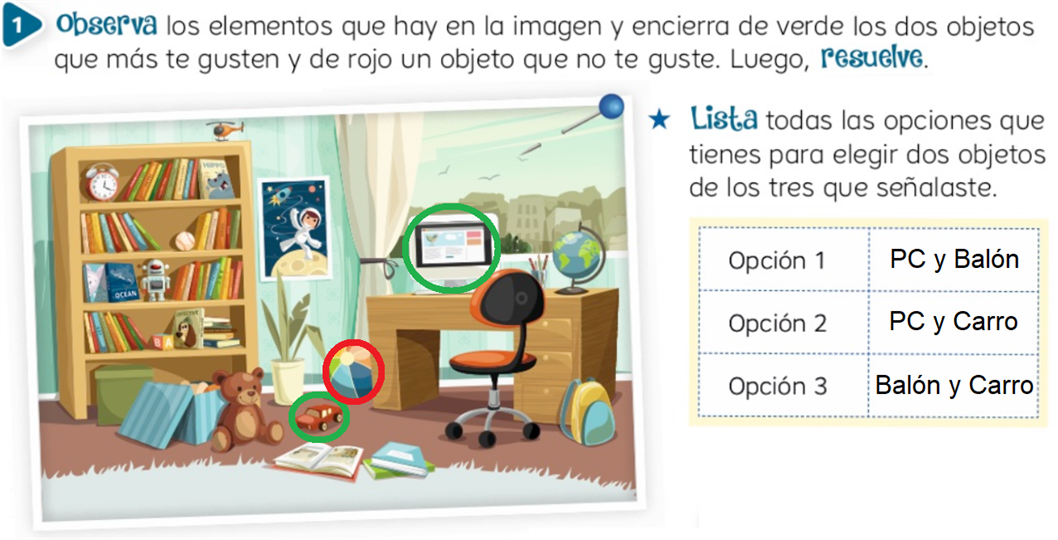 1 Observa los elementos que hay en la imagen y encierra de verde los dos objetos
que más te gusten y de rojo un objeto que no te guste. Luego, resuelve.
★ Lista todas las opciones que
tienes para elegir dos objetos
de los tres que señalaste.
Opción 1 PC y Balón
Opción 2 PC y Carro
Opción 3 Balón y Carro
HIPPO
OCEAN
DETECTIVE
B A